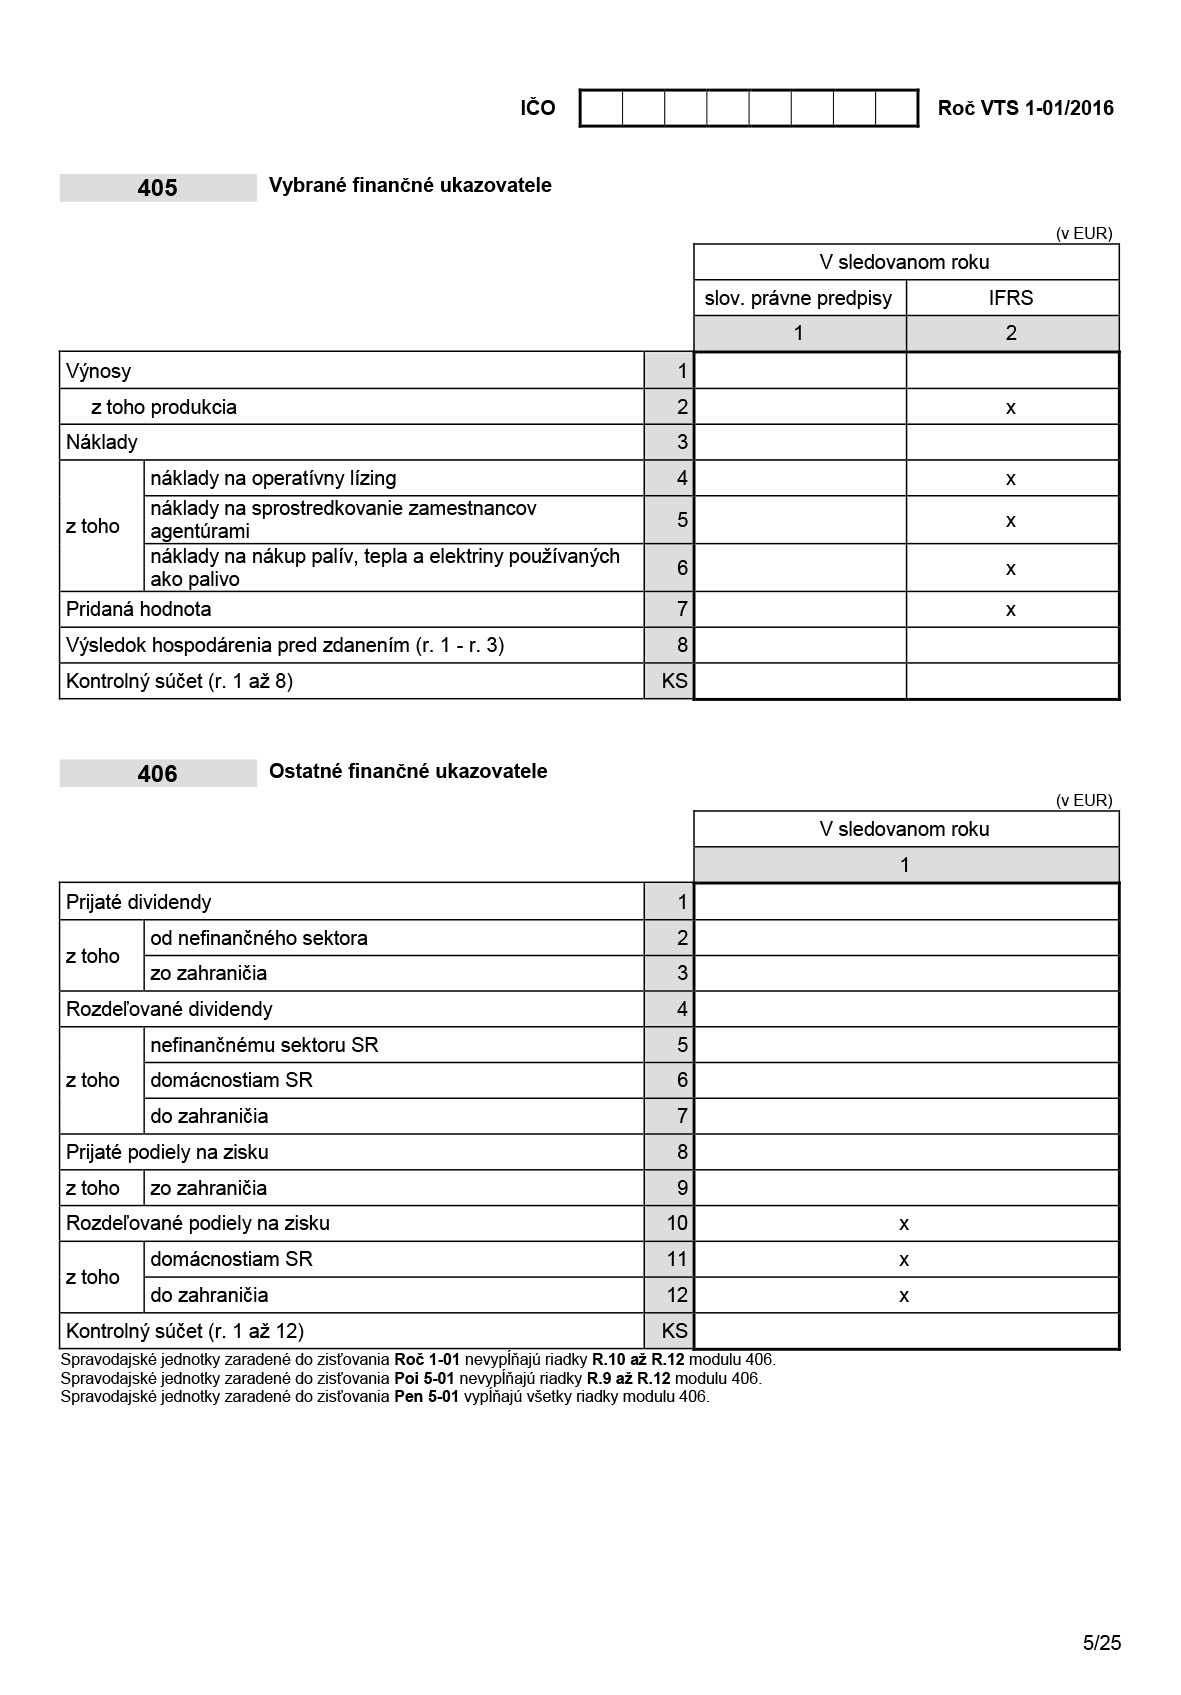 IČO Roč VTS 1-01/2016
405 Vybrané finančné ukazovatele
(v EUR)
V sledovanom roku
slov. právne predpisy IFRS
1 2
Výnosy 1
z toho produkcia 2 x
Náklady 3
z toho
náklady na operatívny lízing 4 x
náklady na sprostredkovanie zamestnancov
agentúrami 5 x
náklady na nákup palív, tepla a elektriny používaných
ako palivo 6 x
Pridaná hodnota 7 x
Výsledok hospodárenia pred zdanením (r. 1 - r. 3) 8
Kontrolný súčet (r. 1 až 8) KS
406 Ostatné finančné ukazovatele
(v EUR)
V sledovanom roku
1
Prijaté dividendy 1
z toho
od nefinančného sektora 2
zo zahraničia 3
Rozdeľované dividendy 4
z toho
nefinančnému sektoru SR 5
domácnostiam SR 6
do zahraničia 7
Prijaté podiely na zisku 8
z toho zo zahraničia 9
Rozdeľované podiely na zisku 10 x
z toho
domácnostiam SR 11 x
do zahraničia 12 x
Kontrolný súčet (r. 1 až 12) KS
Spravodajské jednotky zaradené do zisťovania Roč 1-01 nevypĺňajú riadky R.10 až R.12 modulu 406.
Spravodajské jednotky zaradené do zisťovania Poi 5-01 nevypĺňajú riadky R.9 až R.12 modulu 406.
Spravodajské jednotky zaradené do zisťovania Pen 5-01 vypĺňajú všetky riadky modulu 406.
5/25